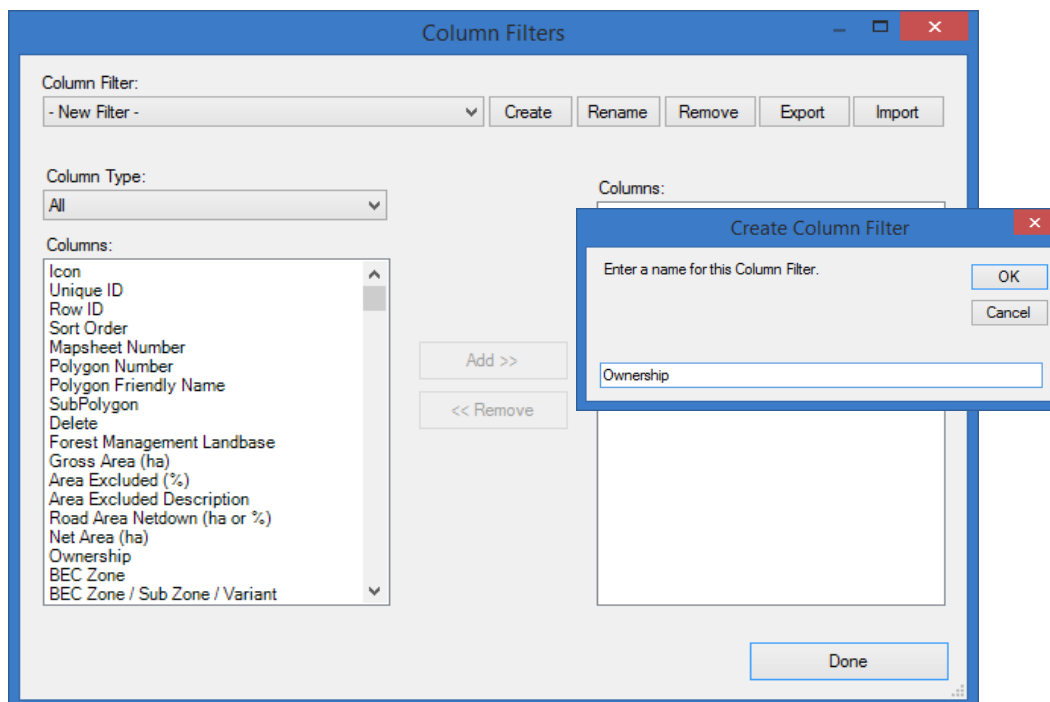 Column Filters
Column Filter:
- New Filter -
Create
Rename
Remove
Export
Import
Column Type:
All
Columns:
Icon
Unique ID
Row ID
Sort Order
Mapsheet Number
Polygon Number
Polygon Friendly Name
SubPolygon
Delete
Forest Management Landbase
Gross Area (ha)
Area Excluded (%)
Area Excluded Description
Road Area Netdown (ha or %)
Net Area (ha)
Ownership
BEC Zone
BEC Zone / Sub Zone / Variant
Add >>
<< Remove
Columns:
Create Column Filter
Enter a name for this Column Filter.
OK
Cancel
Ownership
Done